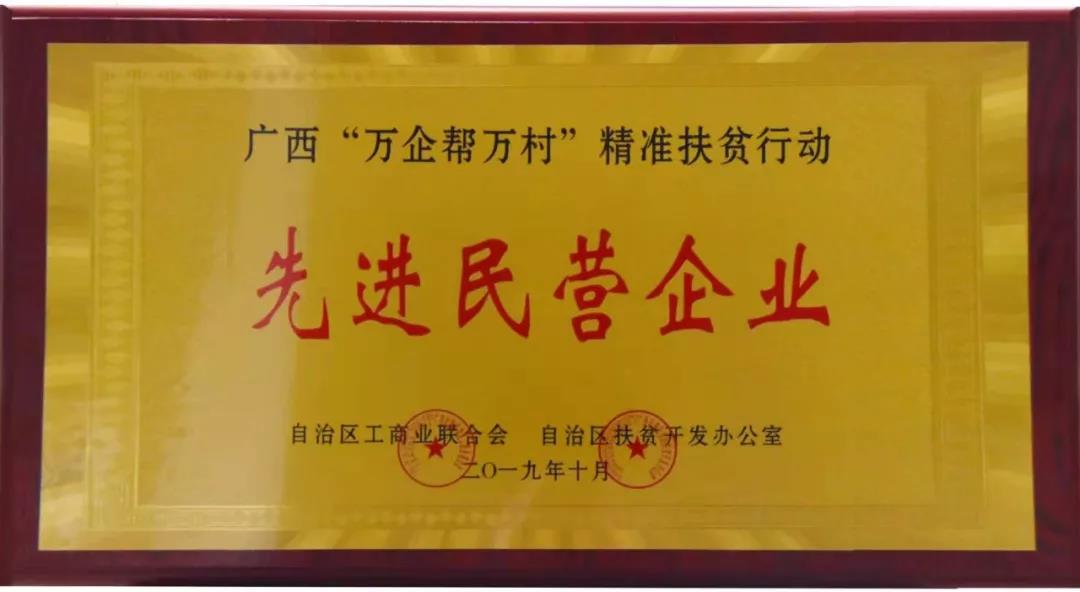 广西“万企帮万村”精准扶贫行动
先进民营企业
自治区工商业联合会 自治区扶贫开发办公室
二〇一九年十月